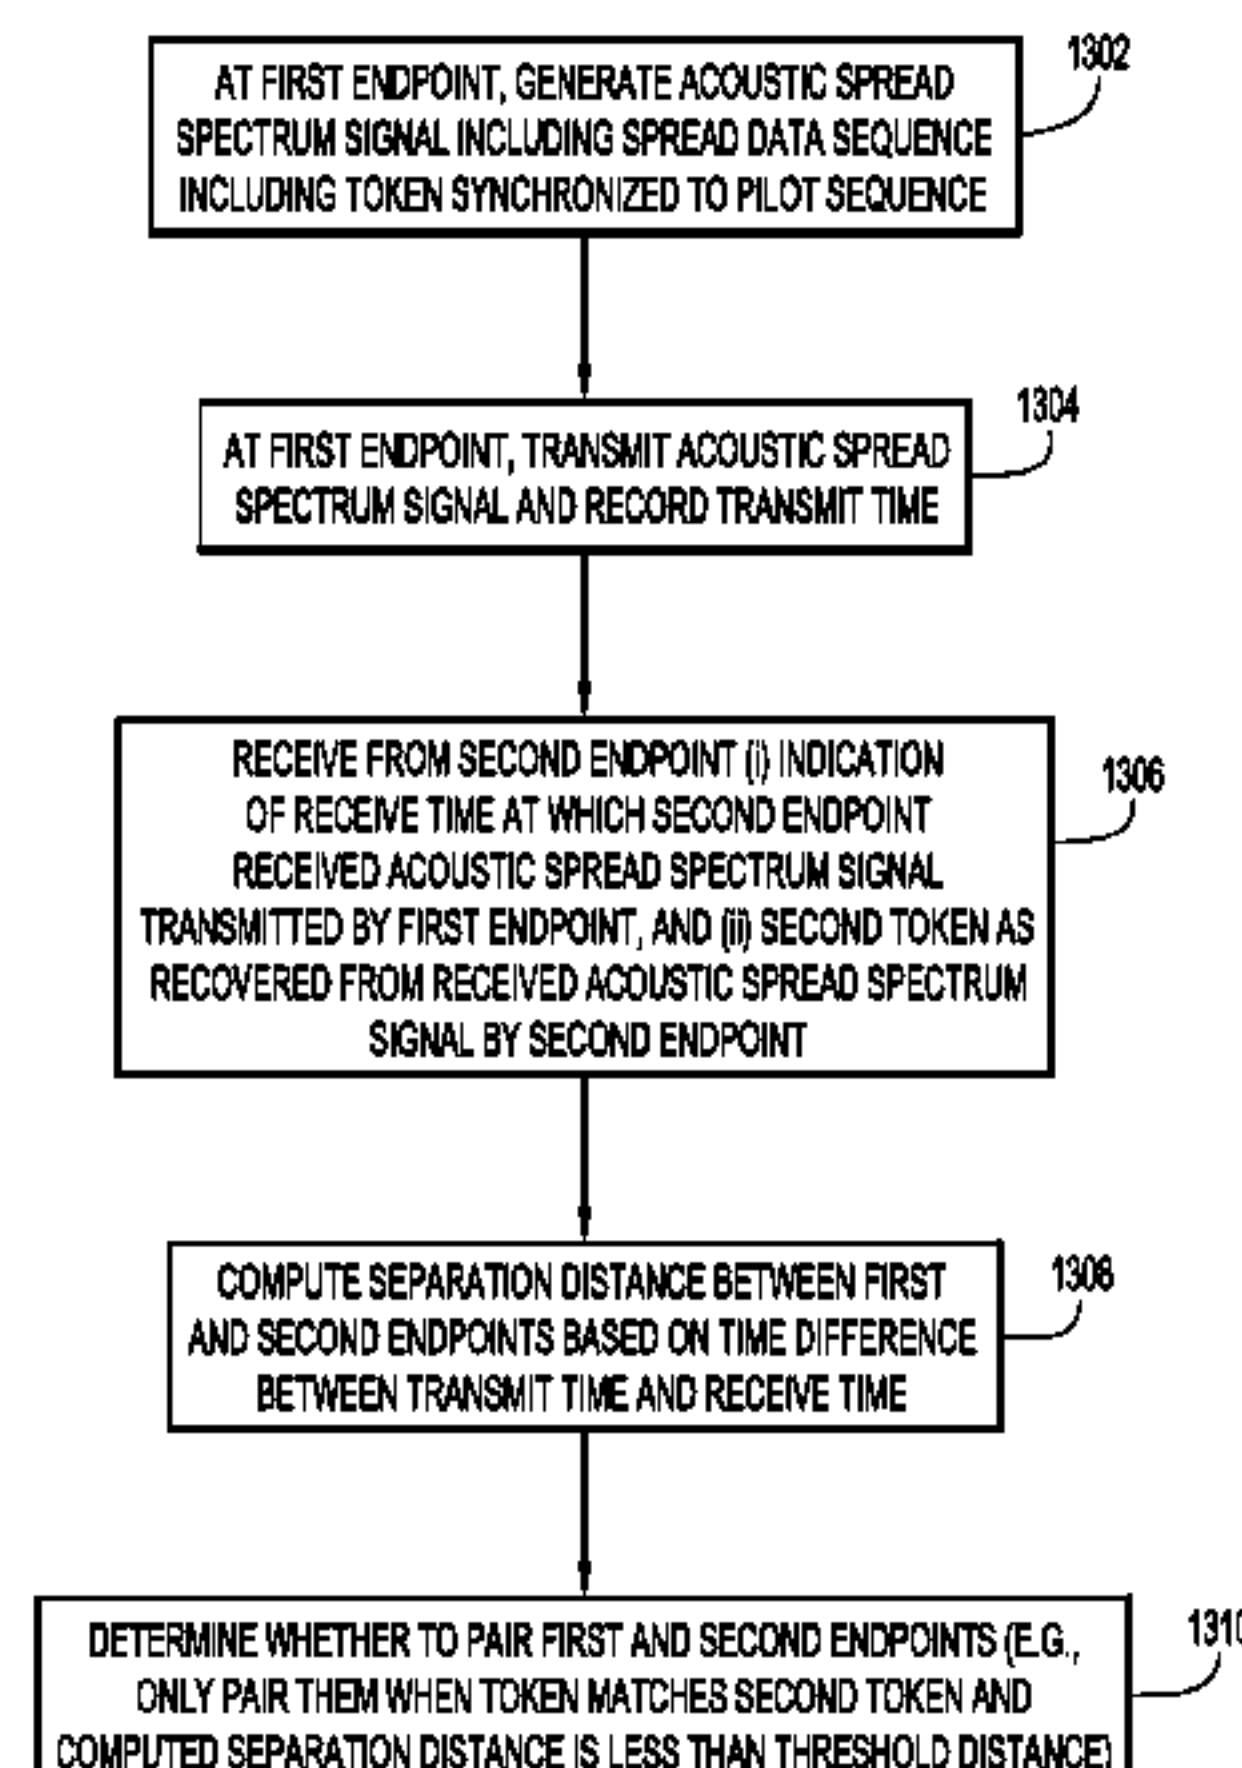 1302
AT FIRST ENDPOINT, GENERATE ACOUSTIC SPREAD
SPECTRUM SIGNAL INCLUDING SPREAD DATA SEQUENCE
INCLUDING TOKEN SYNCHRONIZED TO PILOT SEQUENCE
1304
AT FIRST ENDPOINT, TRANSMIT ACOUSTIC SPREAD
SPECTRUM SIGNAL AND RECORD TRANSMIT TIME
1306
RECEIVE FROM SECOND ENDPOINT (i) INDICATION
OF RECEIVE TIME AT WHICH SECOND ENDPOINT
RECEIVED ACOUSTIC SPREAD SPECTRUM SIGNAL
TRANSMITTED BY FIRST ENDPOINT, AND (ii) SECOND TOKEN AS
RECOVERED FROM RECEIVED ACOUSTIC SPREAD SPECTRUM
SIGNAL BY SECOND ENDPOINT
1308
COMPUTE SEPARATION DISTANCE BETWEEN FIRST
AND SECOND ENDPOINTS BASED ON TIME DIFFERENCE
BETWEEN TRANSMIT TIME AND RECEIVE TIME
1310
DETERMINE WHETHER TO PAIR FIRST AND SECOND ENDPOINTS (E.G.,
ONLY PAIR THEM WHEN TOKEN MATCHES SECOND TOKEN AND
COMPUTED SEPARATION DISTANCE IS LESS THAN THRESHOLD DISTANCE)